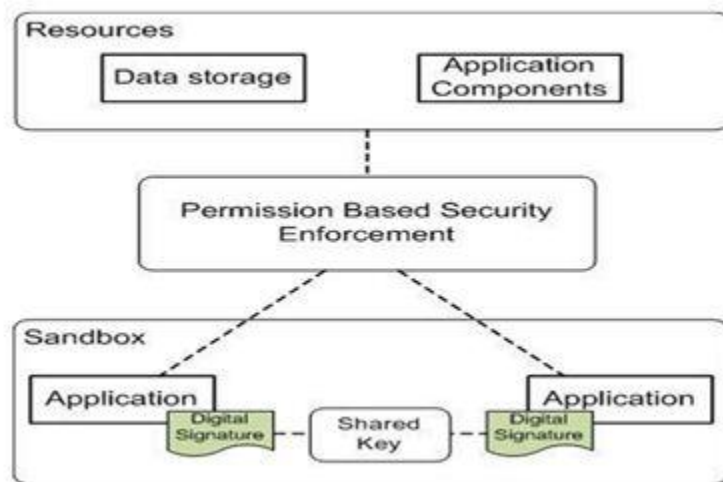 Resources
Data storage
Application
Components
Permission Based Security
Enforcement
Sandbox
Application
Digital
Signature
Shared
Key
Application
Digital
Signature